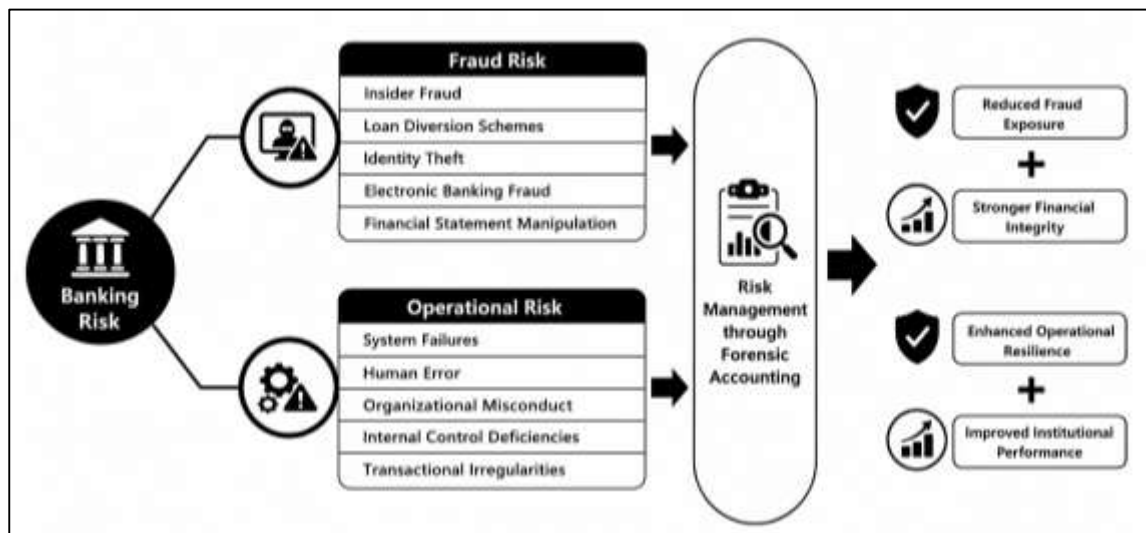 Banking
Risk
Fraud Risk
Insider Fraud
Loan Diversion Schemes
Identity Theft
Electronic Banking Fraud
Financial Statement Manipulation
Operational Risk
System Failures
Human Error
Organizational Misconduct
Internal Control Deficiencies
Transactional Irregularities
Risk
Management
through
Forensic
Accounting
Reduced Fraud
Exposure
+
Stronger Financial
Integrity
Enhanced Operational
Resilience
+
Improved Institutional
Performance